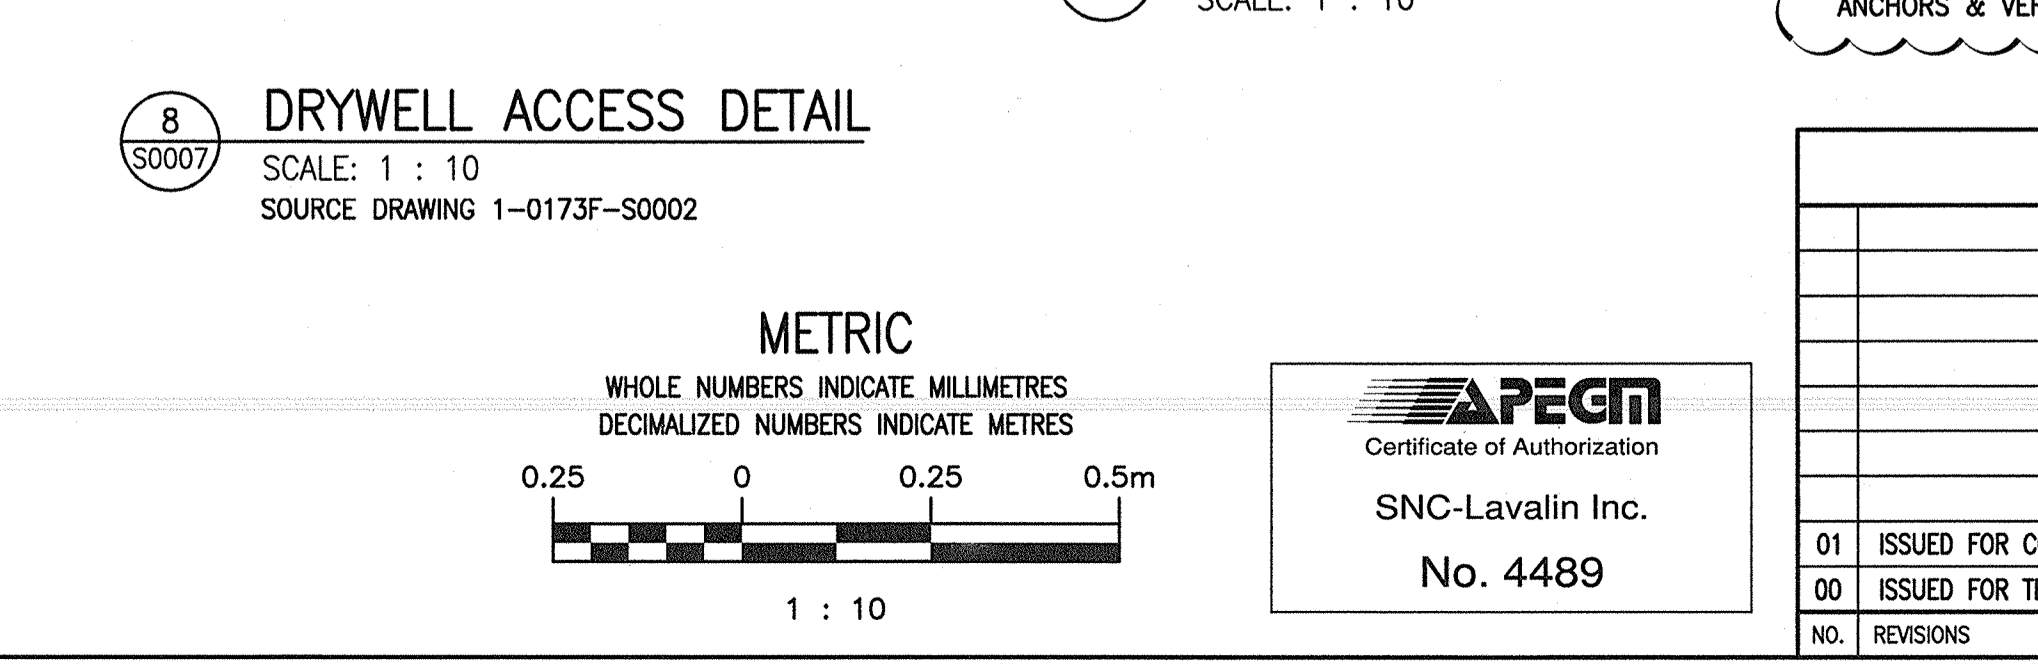 SCALE: 1 : 10
ANCHORS &
8
S0007
DRYWELL ACCESS DETAIL
SCALE: 1 : 10
SOURCE DRAWING 1-0173F-S0002
METRIC
WHOLE NUMBERS INDICATE MILLIMETRES
DECIMALIZED NUMBERS INDICATE METRES
0.25 0 0.25 0.5m
1 : 10
APEGM
Certificate of Authorization
SNC-Lavalin Inc.
No. 4489
01 ISSUED FOR
00 ISSUED FOR
NO. REVISIONS